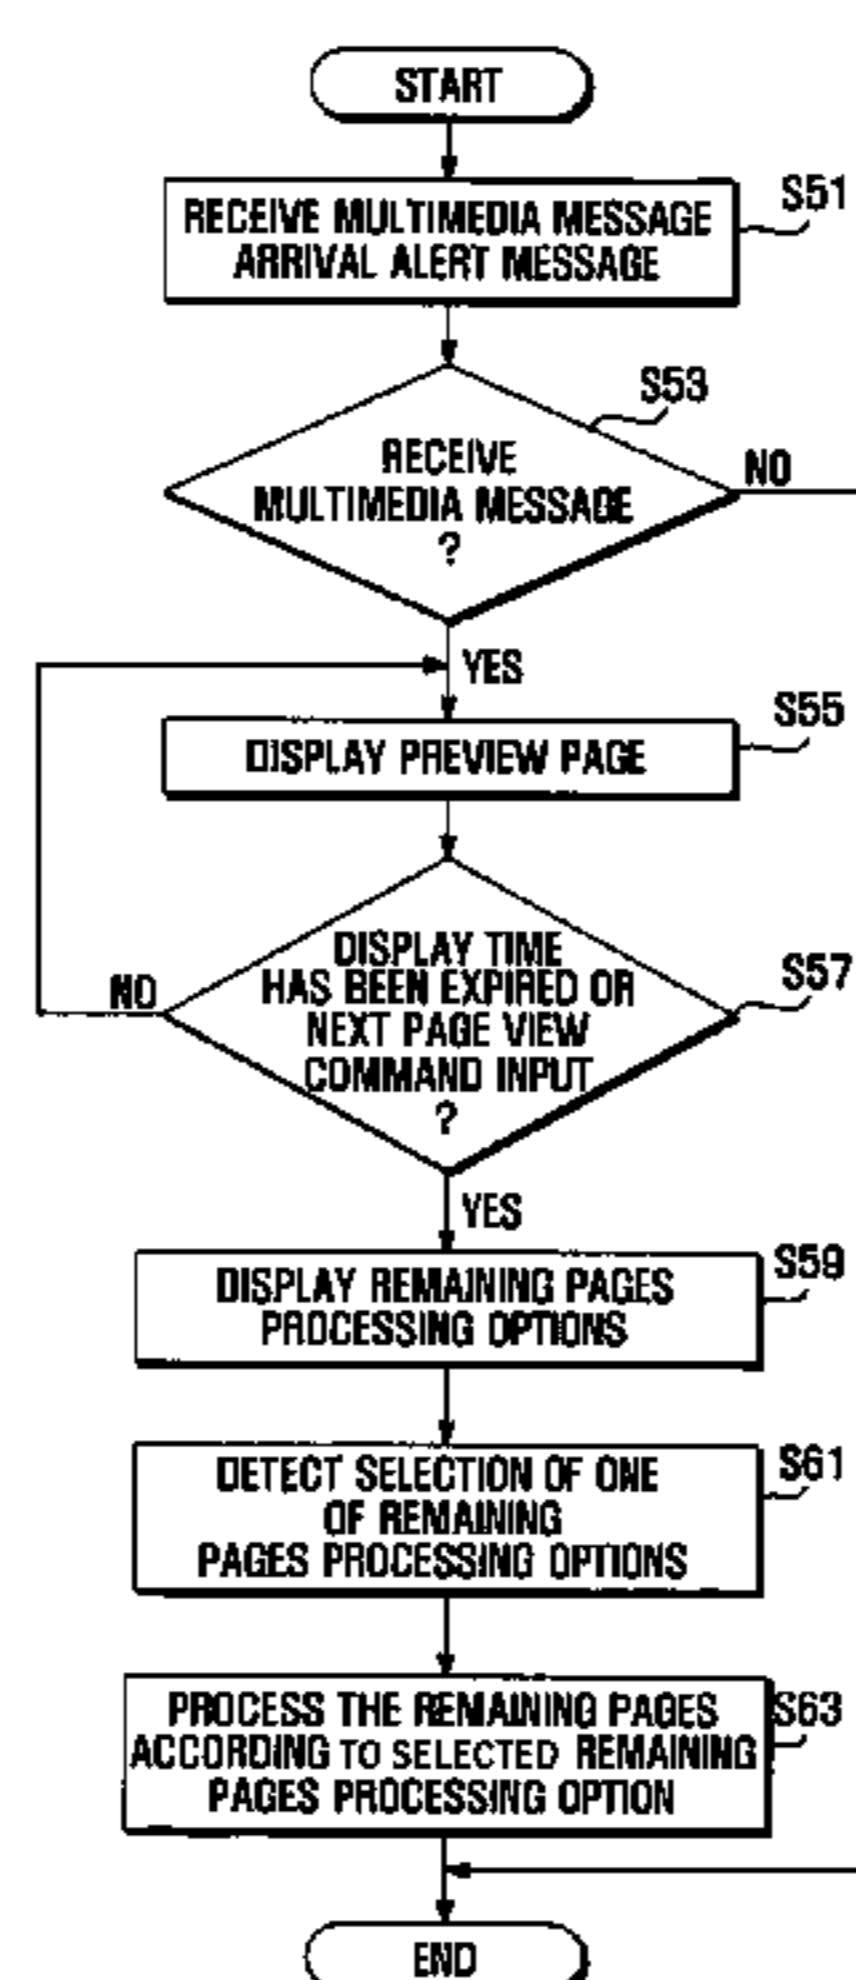 START
S51
RECEIVE MULTIMEDIA MESSAGE
ARRIVAL ALERT MESSAGE
S53
RECEIVE
MULTIMEDIA MESSAGE
?
NO
YES
S55
DISPLAY PREVIEW PAGE
DISPLAY TIME
HAS BEEN EXPIRED OR
NEXT PAGE VIEW
COMMAND INPUT
?
S57
NO
YES
S59
DISPLAY REMAINING PAGES
PROCESSING OPTIONS
S61
DETECT SELECTION OF ONE
OF REMAINING
PAGES PROCESSING OPTIONS
S63
PROCESS THE REMAINING PAGES
ACCORDING TO SELECTED REMAINING
PAGES PROCESSING OPTION
END